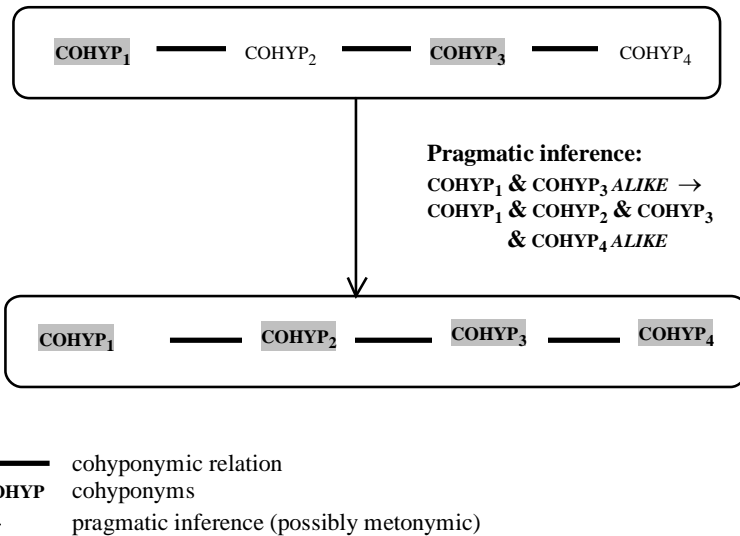 COHYP₁ COHYP₂ COHYP₃ COHYP₄
Pragmatic inference:
COHYP₁ & COHYP₃ ALIKE →
COHYP₁ & COHYP₂ & COHYP₃
& COHYP₄ ALIKE
COHYP₁ COHYP₂ COHYP₃ COHYP₄
cohyponymic relation
OHYP cohyponyms
pragmatic inference (possibly metonymic)